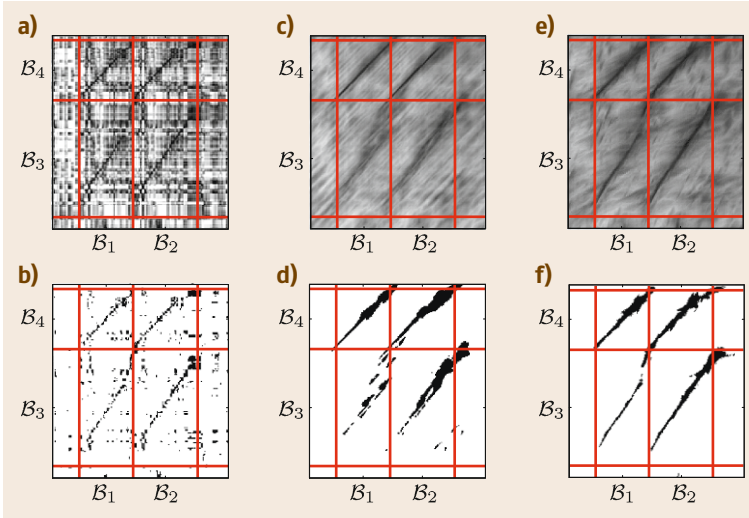 a)
c)
e)
ℬ₄
ℬ₄
ℬ₄
ℬ₃
ℬ₃
ℬ₃
ℬ₁ ℬ₂
ℬ₁ ℬ₂
ℬ₁ ℬ₂
b)
d)
f)
ℬ₄
ℬ₄
ℬ₄
ℬ₃
ℬ₃
ℬ₃
ℬ₁ ℬ₂
ℬ₁ ℬ₂
ℬ₁ ℬ₂